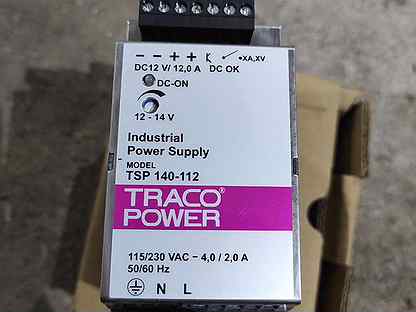 − − + + •XA,XV
DC12 V/ 12,0 A DC OK
DC-ON
12 - 14 V
Industrial
Power Supply
MODEL
TSP 140-112
TRACO®
POWER
115/230 VAC ~ 4,0 / 2,0 A
50/60 Hz
N L